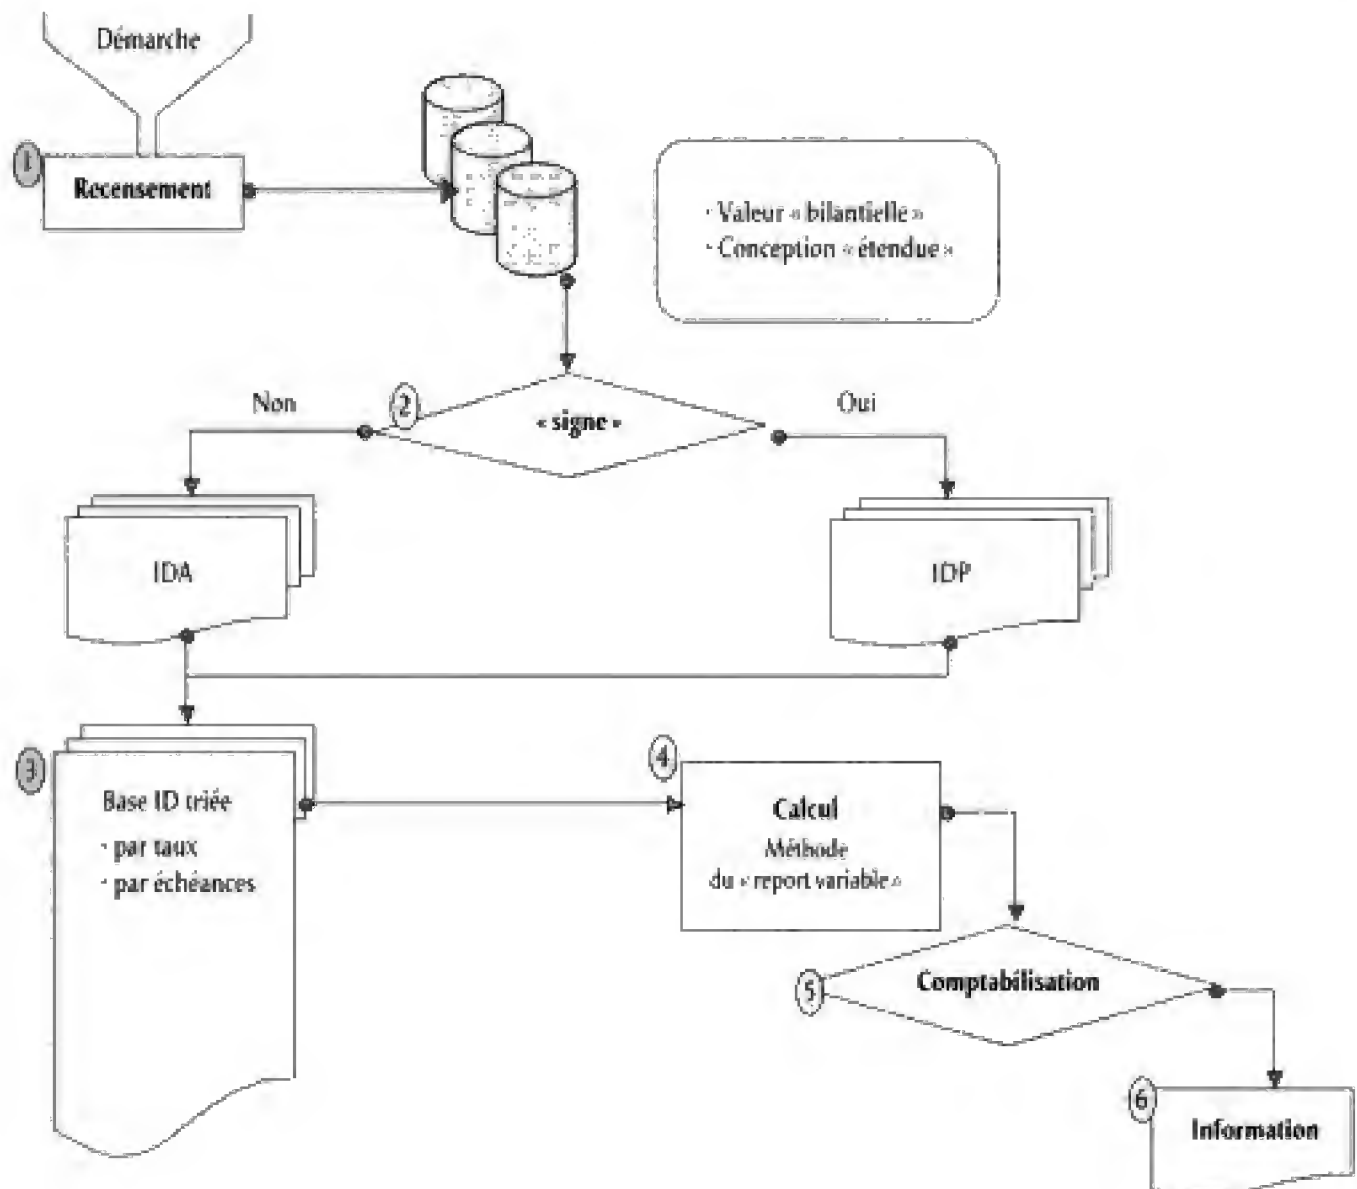 Démarche
1
Recensement
· Valeur « bilantielle »
· Conception « étendue »
Non
2
« signe »
Oui
IDA
IDP
3
Base ID triée
· par taux
· par échéances
4
Calcul
Méthode
du « report variable »
5
Comptabilisation
6
Information